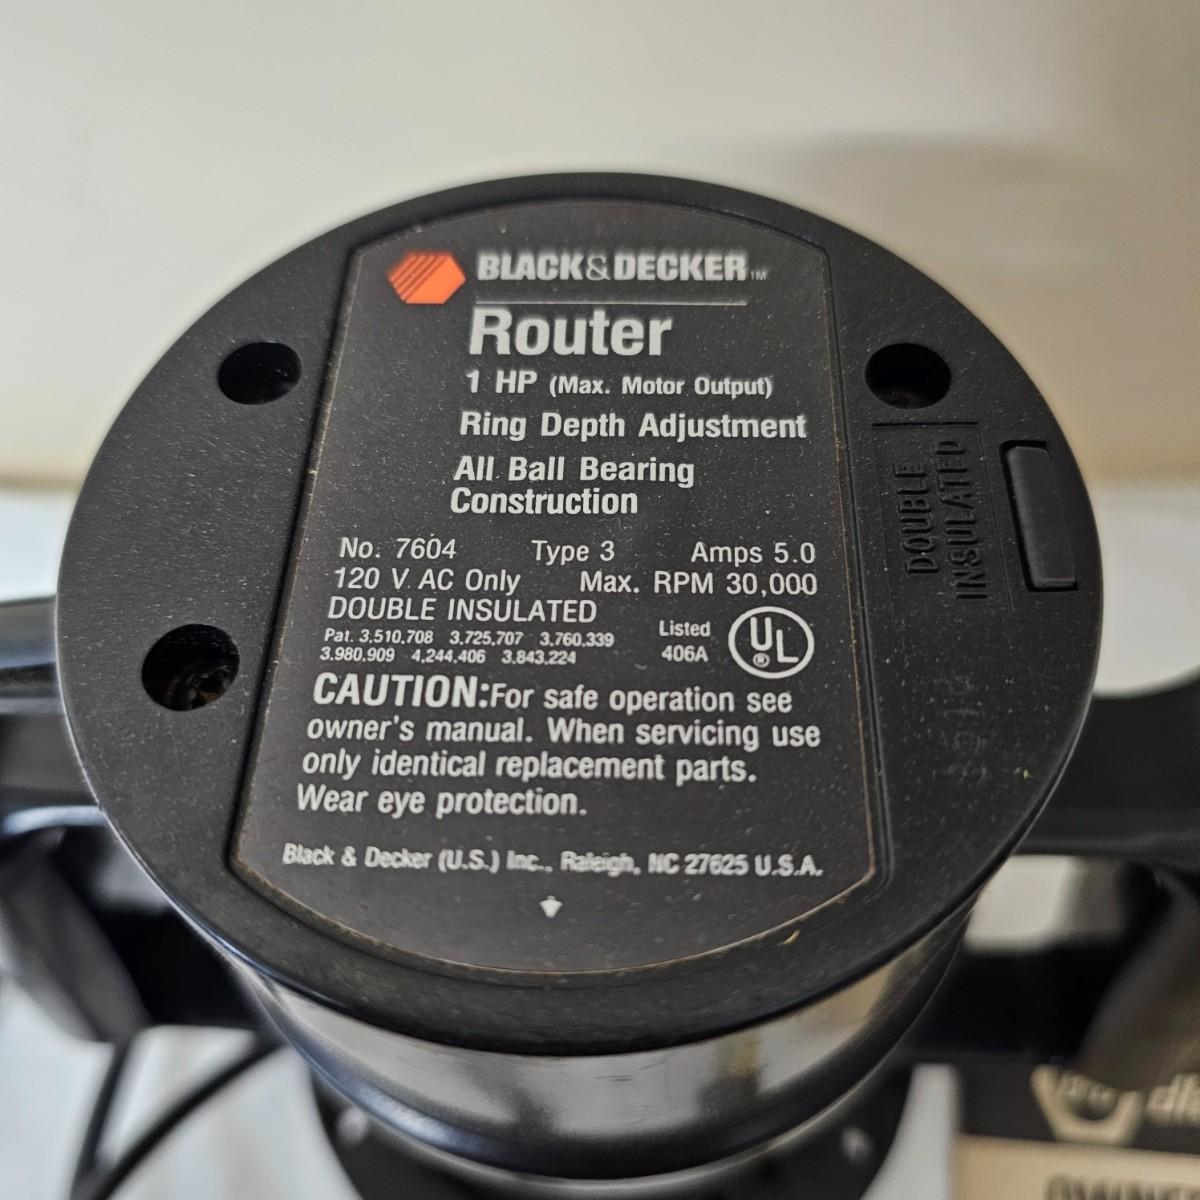 BLACK&DECKER™
Router
1 HP (Max. Motor Output)
Ring Depth Adjustment
All Ball Bearing
Construction
No. 7604 Type 3 Amps 5.0
120 V. AC Only Max. RPM 30,000
DOUBLE INSULATED
Pat. 3,510,708 3,725,707 3,760,339
3,980,909 4,244,406 3,843,224
Listed
406A
UL®
CAUTION:For safe operation see
owner's manual. When servicing use
only identical replacement parts.
Wear eye protection.
Black & Decker (U.S.) Inc., Raleigh, NC 27625 U.S.A.
DOUBLE
INSULATED